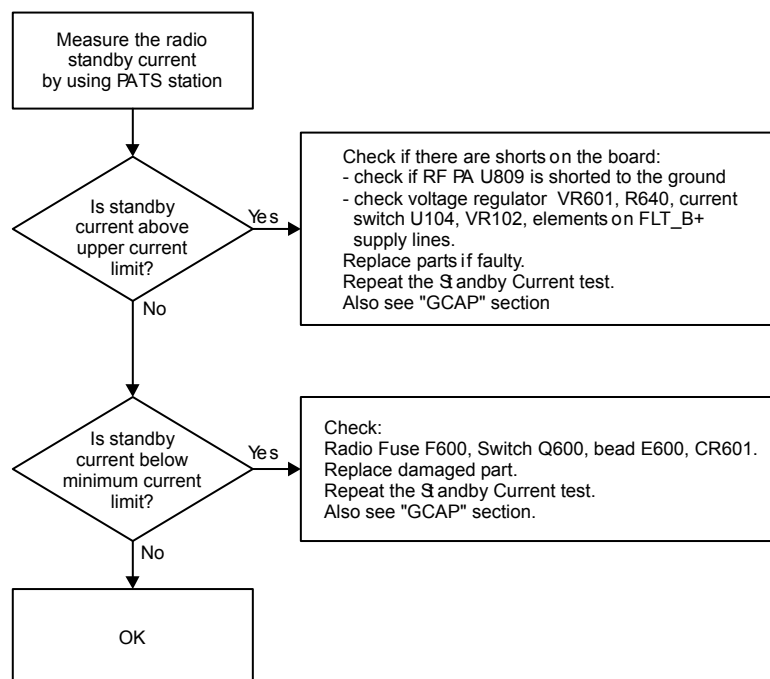 Measure the radio
standby current
by using PATS station
Is standby
current above
upper current
limit?
Yes
Check if there are shorts on the board:
- check if RF PA U809 is shorted to the ground
- check voltage regulator VR601, R640, current
switch U104, VR102, elements on FLT_B+
supply lines.
Replace parts if faulty.
Repeat the Standby Current test.
Also see "GCAP" section
No
Is standby
current below
minimum current
limit?
Yes
Check:
Radio Fuse F600, Switch Q600, bead E600, CR601.
Replace damaged part.
Repeat the Standby Current test.
Also see "GCAP" section.
No
OK